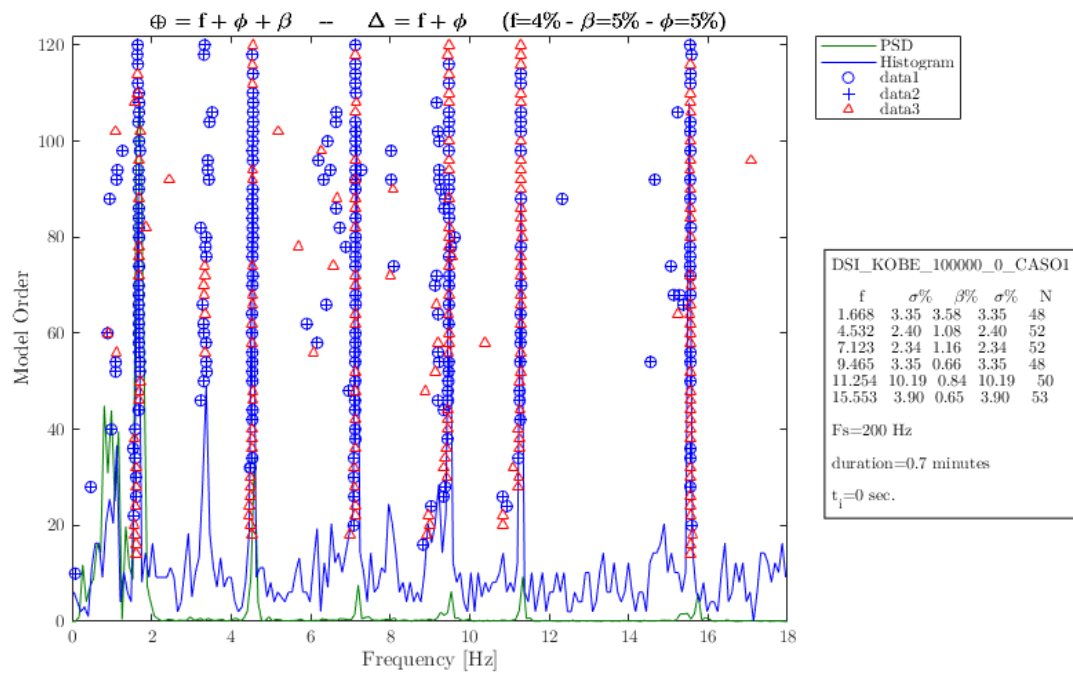 ⊕ = f + ϕ + β -- Δ = f + ϕ (f=4% - β=5% - ϕ=5%)
120
100
80
60
40
20
0
Model Order
0 2 4 6 8 10 12 14 16 18
Frequency [Hz]
PSD
Histogram
data1
data2
data3
DSI_KOBE_100000_0_CASO1
f σ% β% σ% N
1.668 3.35 3.58 3.35 48
4.532 2.40 1.08 2.40 52
7.123 2.34 1.16 2.34 52
9.465 3.35 0.66 3.35 48
11.254 10.19 0.84 10.19 50
15.553 3.90 0.65 3.90 53
Fs=200 Hz
duration=0.7 minutes
t_i=0 sec.